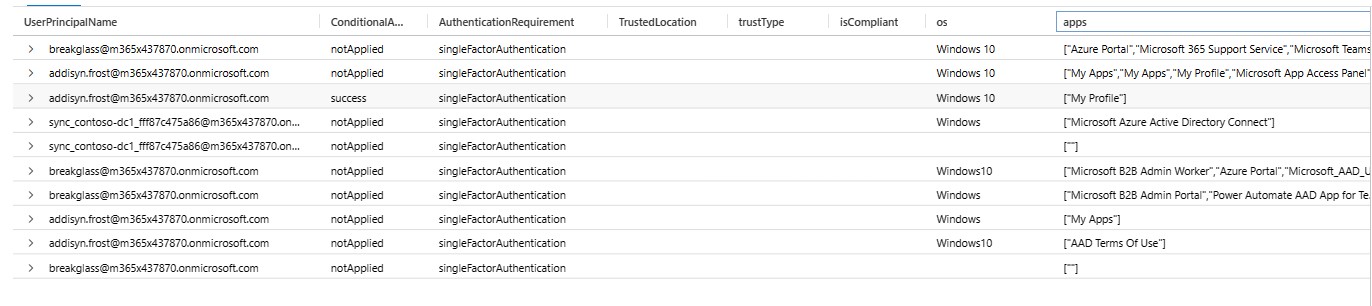 UserPrincipalName ConditionalA... AuthenticationRequirement TrustedLocation trustType isCompliant os apps
breakglass@m365x437870.onmicrosoft.com notApplied singleFactorAuthentication Windows 10 ["Azure Portal","Microsoft 365 Support Service","Microsoft Teams
addisyn.frost@m365x437870.onmicrosoft.com notApplied singleFactorAuthentication Windows 10 ["My Apps","My Apps","My Profile","Microsoft App Access Panel"
addisyn.frost@m365x437870.onmicrosoft.com success singleFactorAuthentication Windows 10 ["My Profile"]
sync_contoso-dc1_fff87c475a86@m365x437870.on... notApplied singleFactorAuthentication Windows ["Microsoft Azure Active Directory Connect"]
sync_contoso-dc1_fff87c475a86@m365x437870.on... notApplied singleFactorAuthentication [""]
breakglass@m365x437870.onmicrosoft.com notApplied singleFactorAuthentication Windows10 ["Microsoft B2B Admin Worker","Azure Portal","Microsoft_AAD_U
breakglass@m365x437870.onmicrosoft.com notApplied singleFactorAuthentication Windows ["Microsoft B2B Admin Portal","Power Automate AAD App for Te...
addisyn.frost@m365x437870.onmicrosoft.com notApplied singleFactorAuthentication Windows ["My Apps"]
addisyn.frost@m365x437870.onmicrosoft.com notApplied singleFactorAuthentication Windows10 ["AAD Terms Of Use"]
breakglass@m365x437870.onmicrosoft.com notApplied singleFactorAuthentication [""]